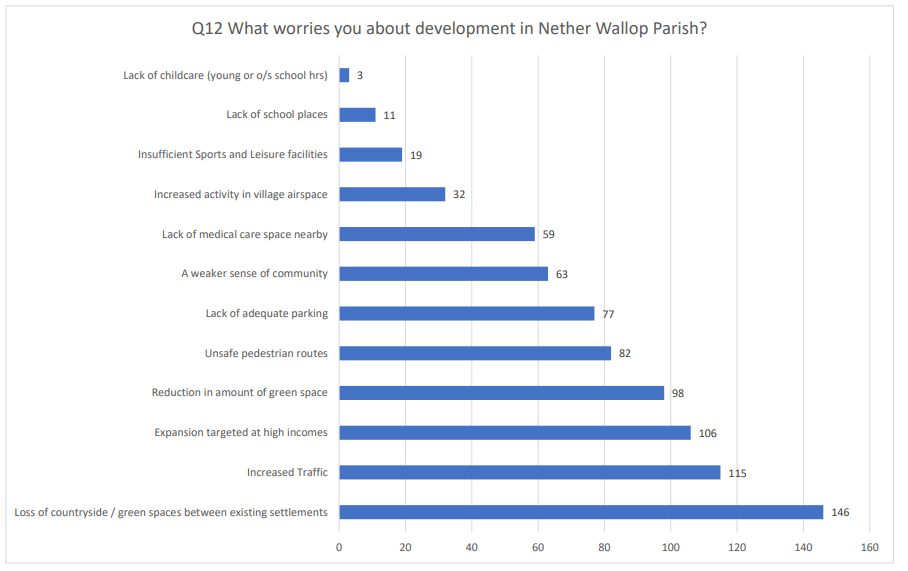 Q12 What worries you about development in Nether Wallop Parish?
Lack of childcare (young or o/s school hrs) 3
Lack of school places 11
Insufficient Sports and Leisure facilities 19
Increased activity in village airspace 32
Lack of medical care space nearby 59
A weaker sense of community 63
Lack of adequate parking 77
Unsafe pedestrian routes 82
Reduction in amount of green space 98
Expansion targeted at high incomes 106
Increased Traffic 115
Loss of countryside / green spaces between existing settlements 146
0 20 40 60 80 100 120 140 160